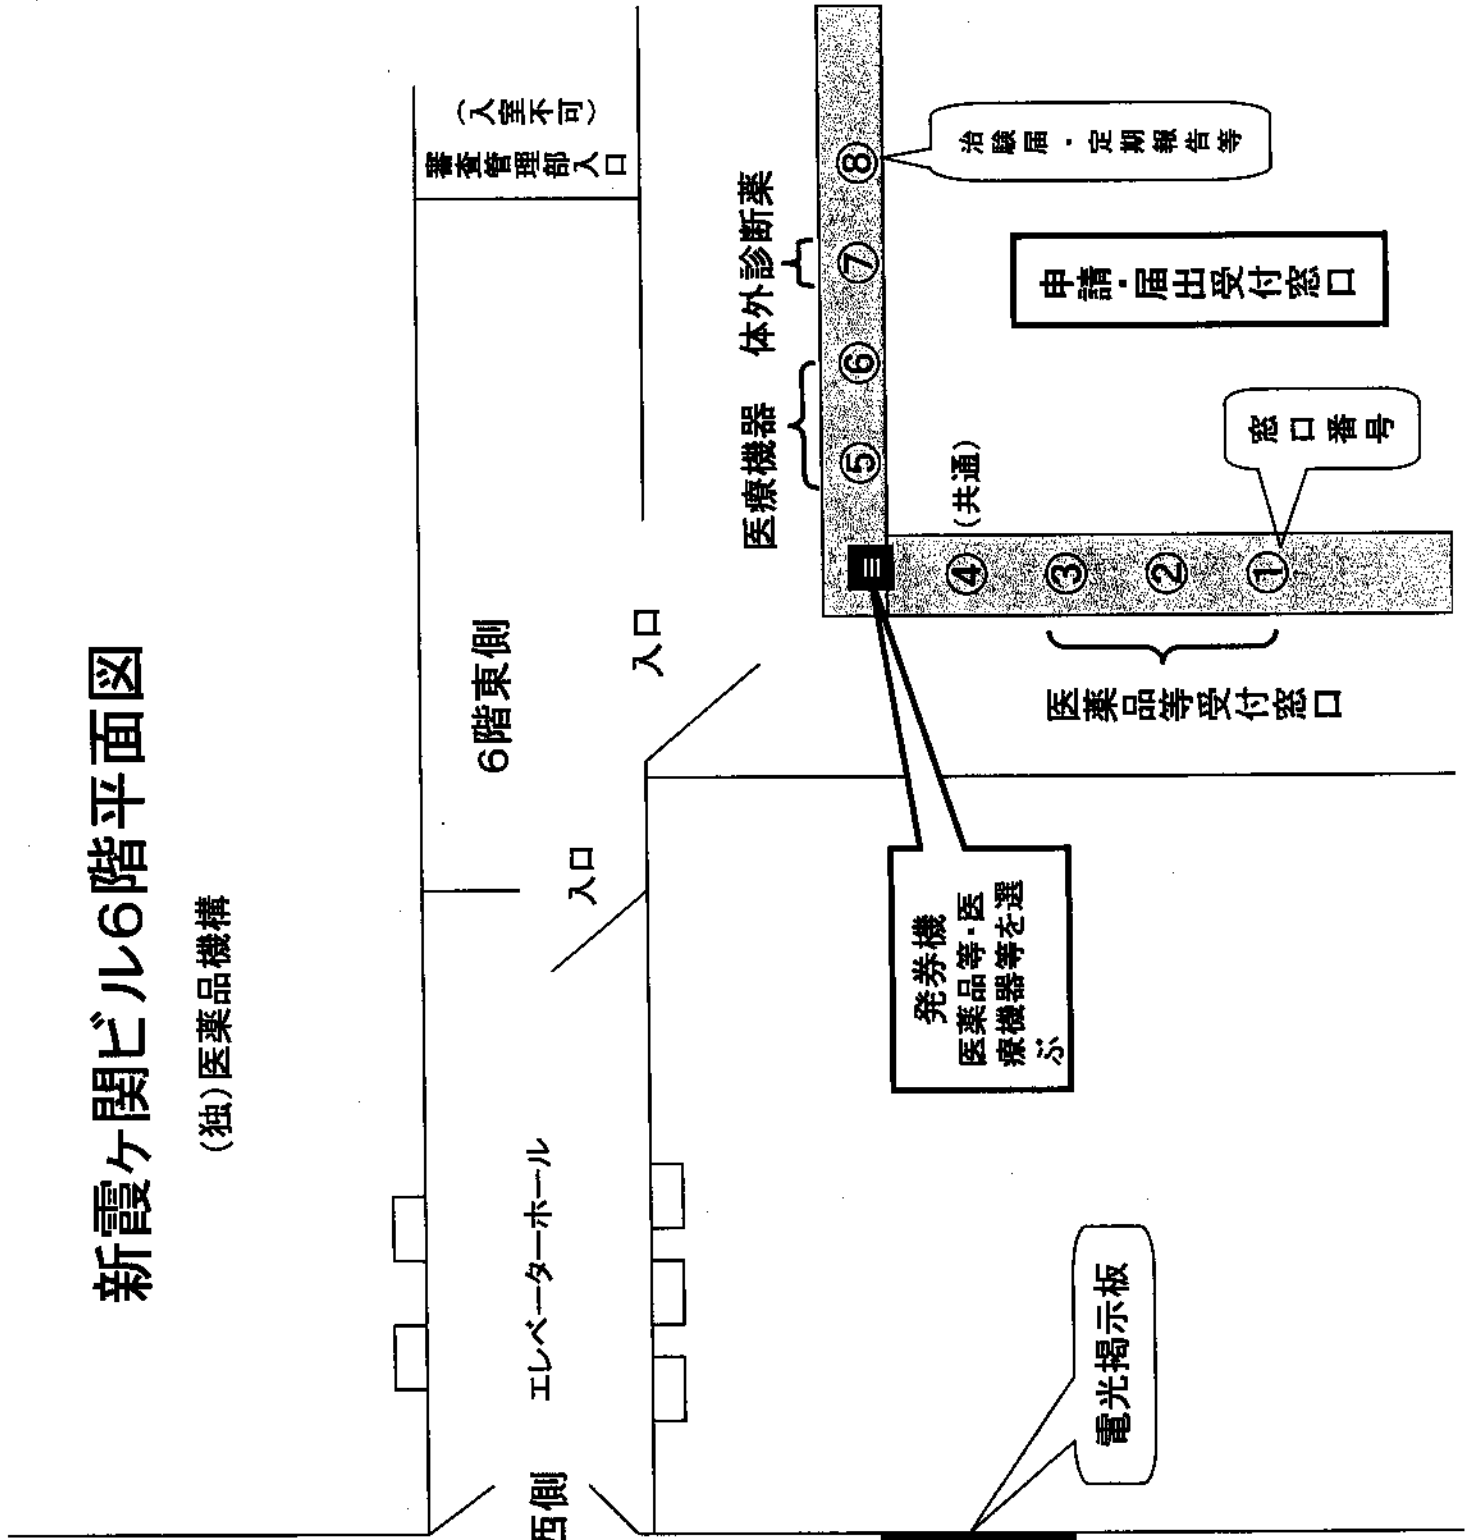 新霞ヶ関ビル6階平面図
(独)医薬品機構
西側
エレベーターホール
入口
6階東側
入口
審査管理部入口
(入室不可)
医療機器
体外診断薬
⑤
⑥
⑦
⑧
治験届・定期報告等
④
(共通)
③
②
①
医薬品等受付窓口
窓口番号
申請・届出受付窓口
発券機
医薬品等・医
療機器等を選
ぶ
電光掲示板